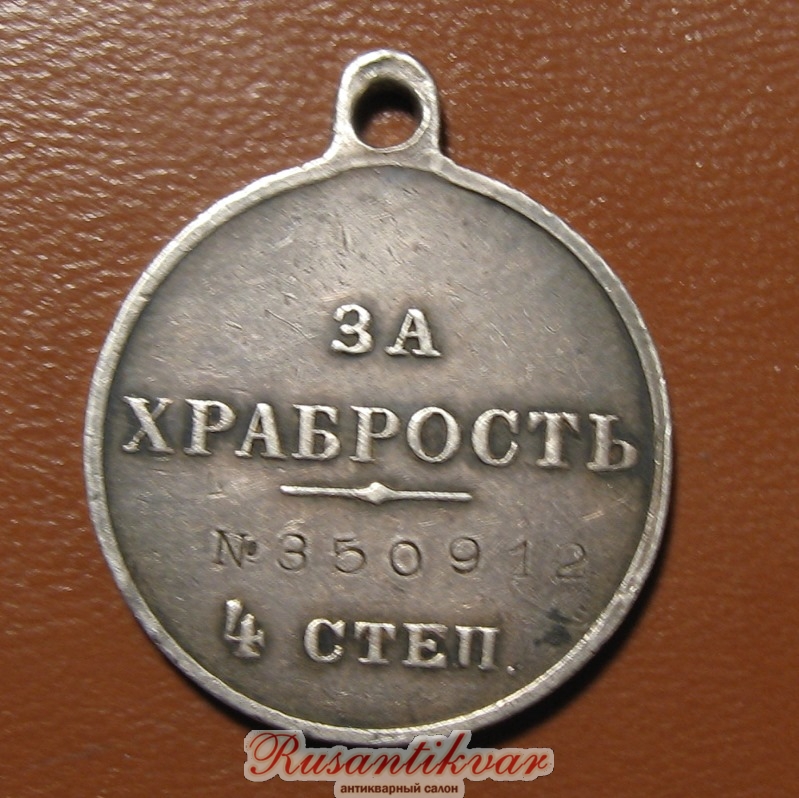 ЗА
ХРАБРОСТЬ
№350912
4 СТЕП.
Rusantikvar
антикварный салон